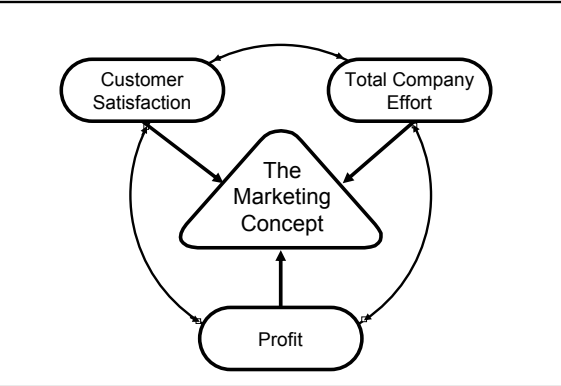 Customer
Satisfaction
Total Company
Effort
The
Marketing
Concept
Profit